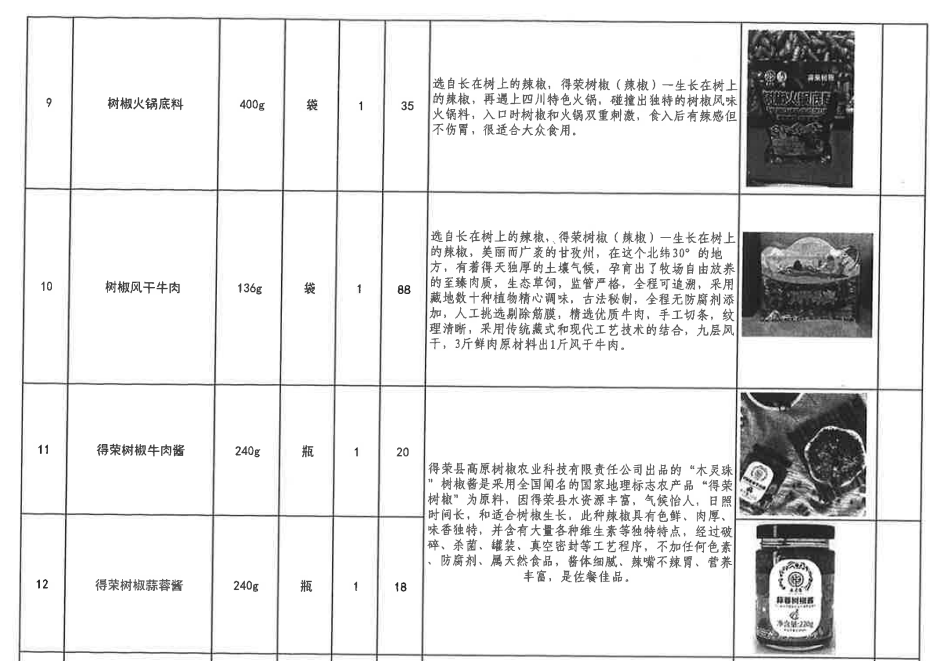 9
树椒火锅底料
400g
袋
1
35
选自长在树上的辣椒，得荣树椒（辣椒）一生长在树上
的辣椒，再遇上四川特色火锅，碰撞出独特的树椒风味
火锅料，入口时树椒和火锅双重刺激，食入后有辣感但
不伤胃，很适合大众食用。
树椒火锅底料
10
树椒风干牛肉
136g
袋
1
88
选自长在树上的辣椒，得荣树椒（辣椒）一生长在树上
的辣椒，美丽而广袤的甘孜州，在这个北纬30°的地
方，有着得天独厚的土壤气候，孕育出了牧场自由放养
的至臻肉质，生态草饲，监管严格，全程可追溯，采用
藏地数十种植物精心调味，古法秘制，全程无防腐剂添
加，人工挑选剔除筋膜，精选优质牛肉，手工切条，纹
理清晰，采用传统藏式和现代工艺技术的结合，九层风
干，3斤鲜肉原材料出1斤风干牛肉。
11
得荣树椒牛肉酱
240g
瓶
1
20
得荣县高原树椒农业科技有限责任公司出品的“木灵珠
”树椒酱是采用全国闻名的国家地理标志农产品“得荣
树椒”为原料，因得荣县水资源丰富，气候怡人，日照
时间长，和适合树椒生长，此种辣椒具有色鲜、肉厚、
味香独特，并含有大量各种维生素等独特特点，经过破
碎、杀菌、罐装、真空密封等工艺程序，不加任何色素
、防腐剂、属天然食品，酱体细腻、辣嘴不辣胃、营养
丰富，是佐餐佳品。
12
得荣树椒蒜蓉酱
240g
瓶
1
18
蒜蓉树椒酱
净含量:220g